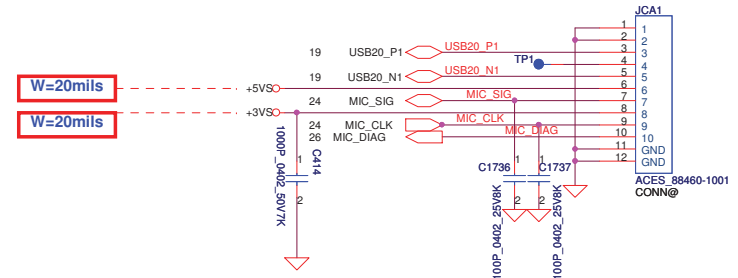 JCA1
1 1
2 2
19 USB20_P1 USB20_P1 3 3
TP1 4 4
19 USB20_N1 USB20_N1 5 5
W=20mils +5VS 6 6
24 MIC_SIG MIC_SIG 7 7
W=20mils +3VS 8 8
24 MIC_CLK MIC_CLK 9 9
26 MIC_DIAG MIC_DIAG 10 10
11 GND
12 GND
ACES_88460-1001
CONN@
1000P_0402_50V7K
C414
1
2
C1736
1
2
100P_0402_25V8K
C1737
1
2
100P_0402_25V8K